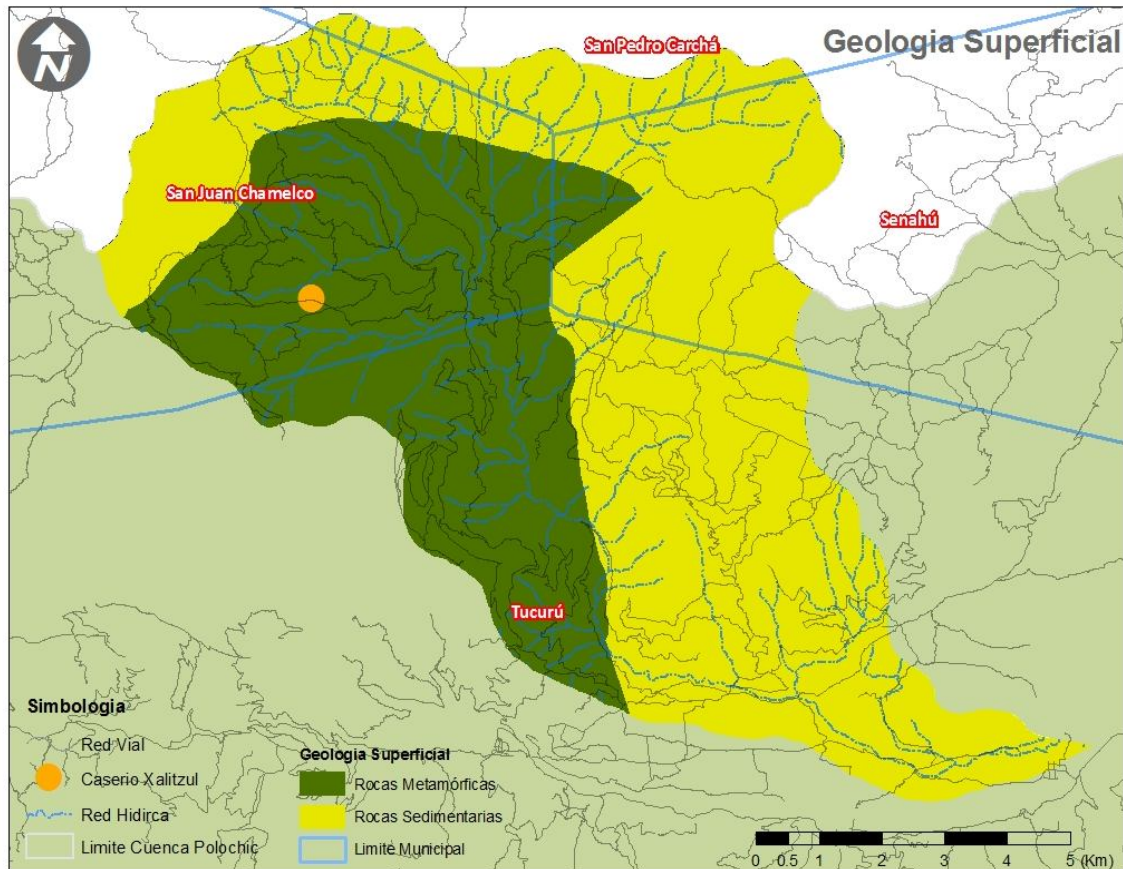 N
Geologia Superficial
San Pedro Carchá
San Juan Chamelco
Senahú
Tucurú
Simbologia
Red Vial
Caserio Xalitzul
Red Hidirca
Limite Cuenca Polochic
Geologia Superficial
Rocas Metamórficas
Rocas Sedimentarias
Limite Municipal
0 0.5 1 2 3 4 5 (Km)